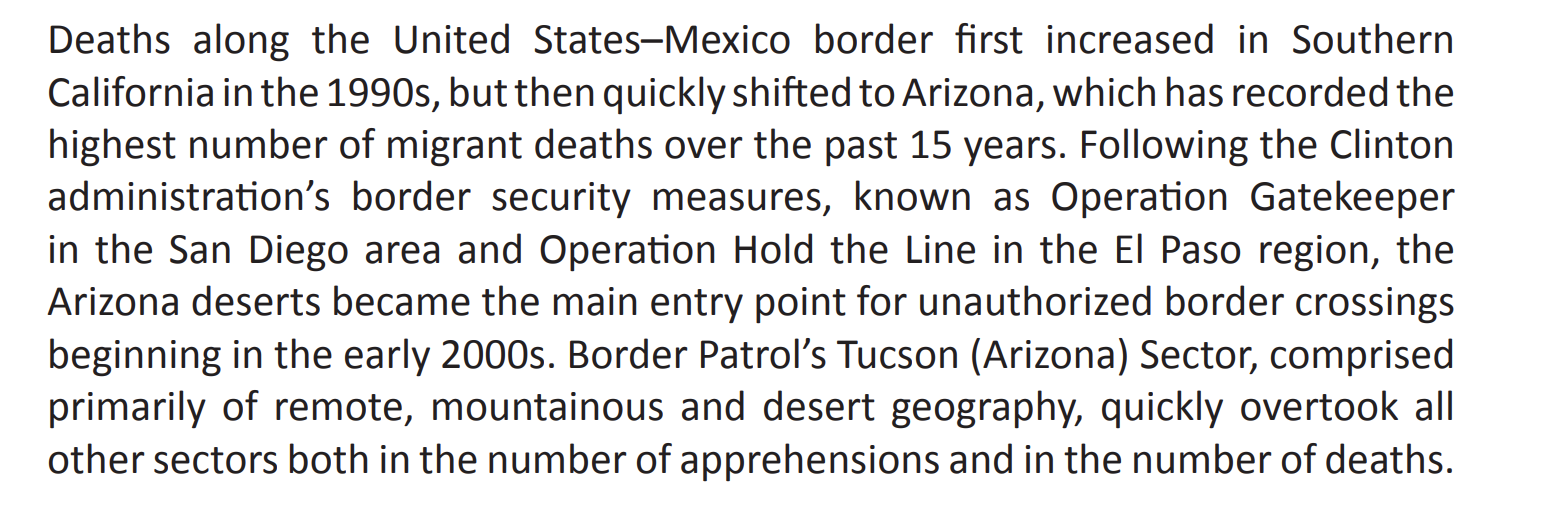 Deaths along the United States–Mexico border first increased in Southern
California in the 1990s, but then quickly shifted to Arizona, which has recorded the
highest number of migrant deaths over the past 15 years. Following the Clinton
administration’s border security measures, known as Operation Gatekeeper
in the San Diego area and Operation Hold the Line in the El Paso region, the
Arizona deserts became the main entry point for unauthorized border crossings
beginning in the early 2000s. Border Patrol’s Tucson (Arizona) Sector, comprised
primarily of remote, mountainous and desert geography, quickly overtook all
other sectors both in the number of apprehensions and in the number of deaths.